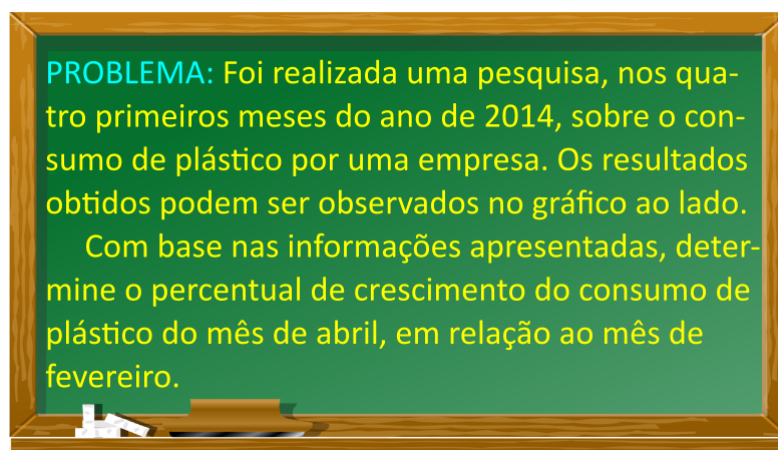 PROBLEMA: Foi realizada uma pesquisa, nos qua-
tro primeiros meses do ano de 2014, sobre o con-
sumo de plástico por uma empresa. Os resultados
obtidos podem ser observados no gráfico ao lado.
Com base nas informações apresentadas, deter-
mine o percentual de crescimento do consumo de
plástico do mês de abril, em relação ao mês de
fevereiro.